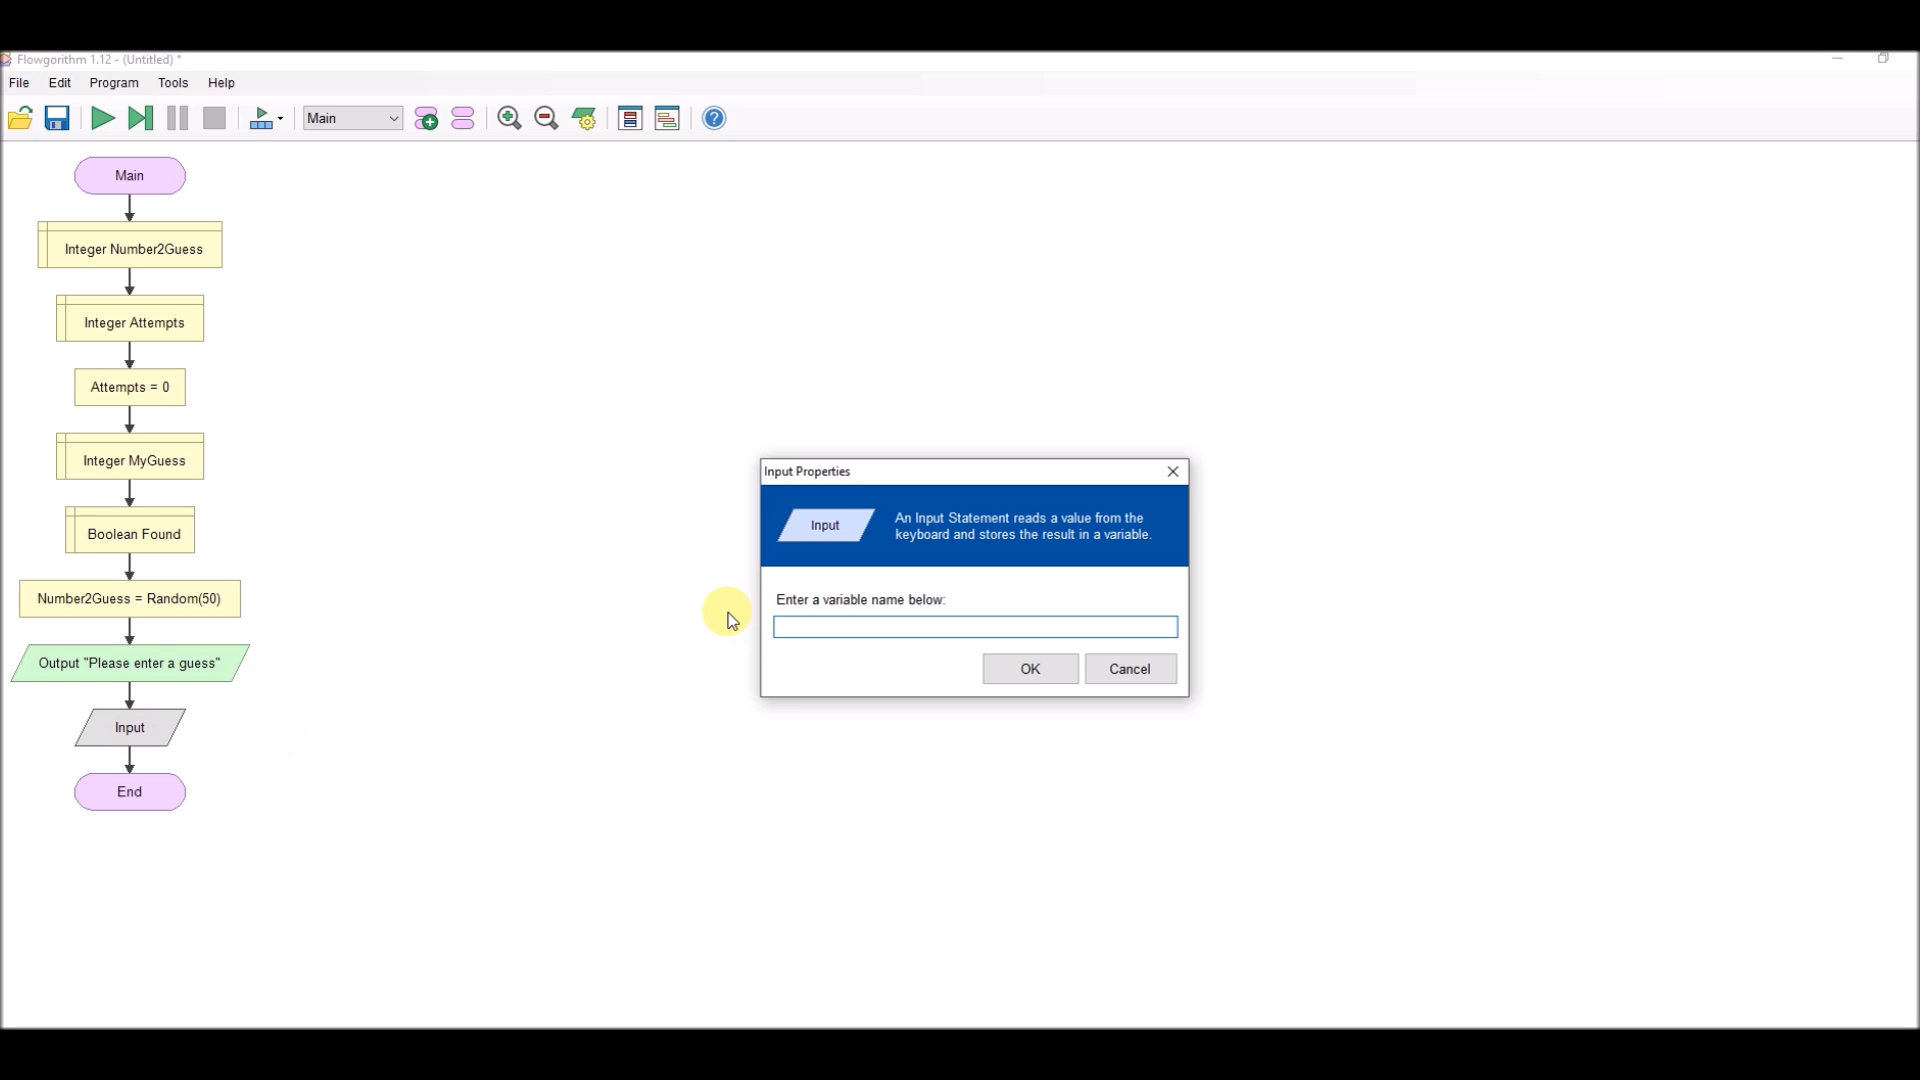 Flowgorithm 1.12 - (Untitled) *
File Edit Program Tools Help
Main
Main
Integer Number2Guess
Integer Attempts
Attempts = 0
Integer MyGuess
Boolean Found
Number2Guess = Random(50)
Output "Please enter a guess"
Input
End
Input Properties
Input
An Input Statement reads a value from the
keyboard and stores the result in a variable.
Enter a variable name below:
OK Cancel